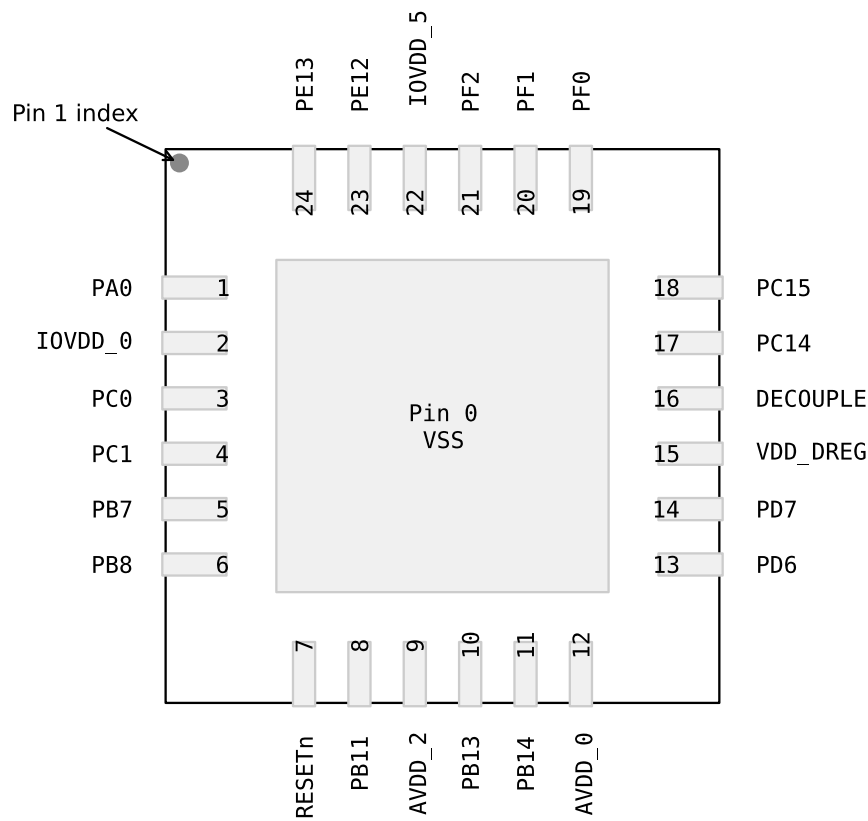 PE13
PE12
IOVDD_5
PF2
PF1
PF0
Pin 1 index
24
23
22
21
20
19
PA0 1
IOVDD_0 2
PC0 3
PC1 4
PB7 5
PB8 6
18 PC15
17 PC14
16 DECOUPLE
15 VDD_DREG
14 PD7
13 PD6
Pin 0
VSS
7
8
9
10
11
12
RESETn
PB11
AVDD_2
PB13
PB14
AVDD_0